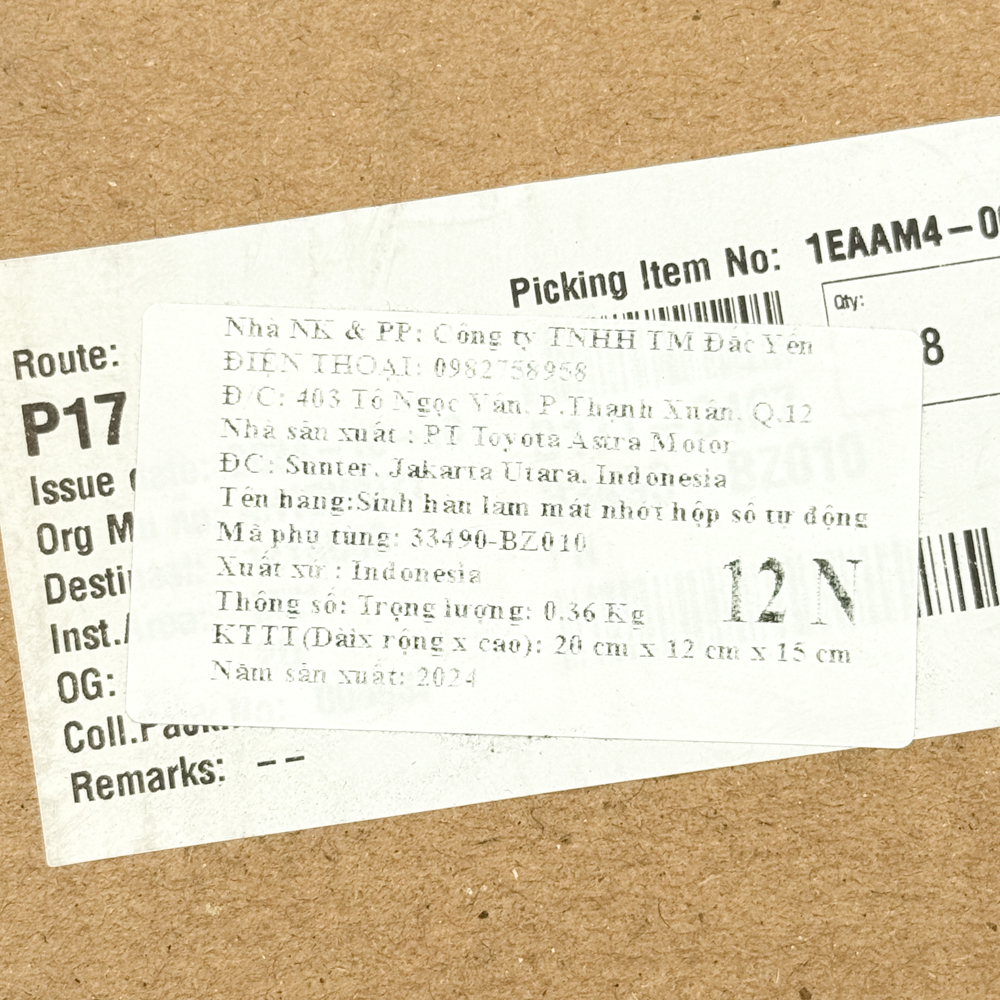 Picking Item No: 1EAAM4-0
Qty:
8
Route:
P17
Issue
Org M
Desti
Inst.
OG:
Coll.Pack
Remarks: --
Nhà NK & PP: Công ty TNHH TM Đắc Yến
ĐIỆN THOẠI: 0982758958
Đ/C: 403 Tô Ngọc Vân, P.Thạnh Xuân, Q.12
Nhà sản xuất : PT Toyota Astra Motor
ĐC: Sunter, Jakarta Utara, Indonesia
Tên hàng:Sinh hàn làm mát nhớt hộp số tự động
Mã phụ tùng: 33490-BZ010
Xuất xứ : Indonesia
Thông số: Trọng lượng: 0.36 Kg
KTTT(Dàix rộng x cao): 20 cm x 12 cm x 15 cm
Năm sản xuất: 2024
12N